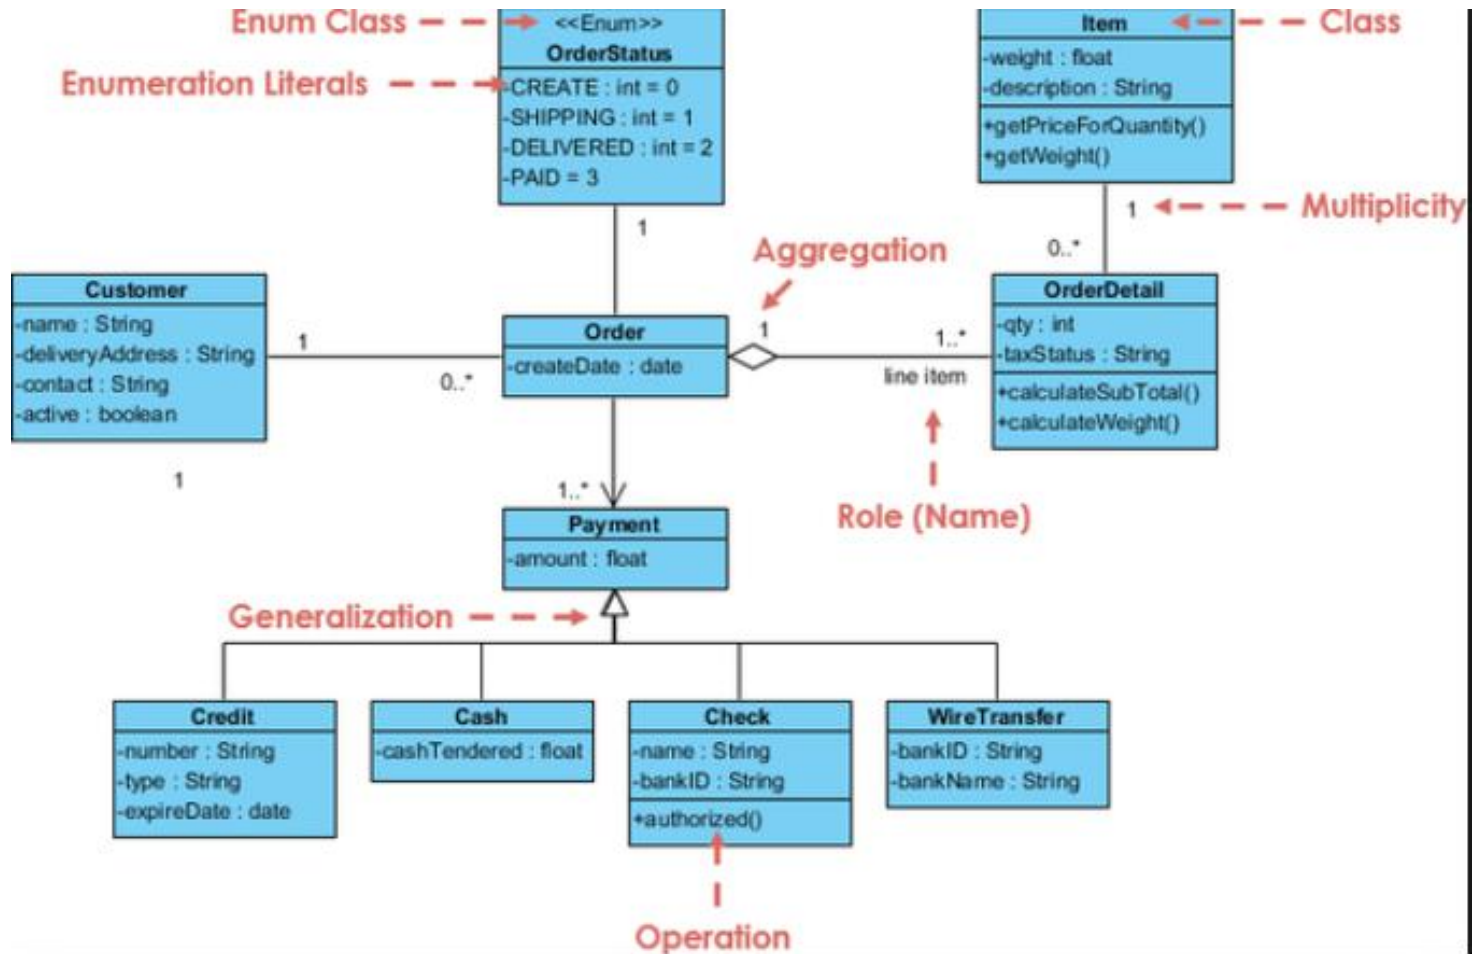 Enum Class
<<Enum>>
OrderStatus
Enumeration Literals
-CREATE : int = 0
-SHIPPING : int = 1
-DELIVERED : int = 2
-PAID = 3
1
Item
Class
-weight : float
-description : String
+getPriceForQuantity()
+getWeight()
1
Multiplicity
0..*
Aggregation
Customer
-name : String
-deliveryAddress : String
-contact : String
-active : boolean
1
1
0..*
Order
-createDate : date
1
1..*
line item
OrderDetail
-qty : int
-taxStatus : String
+calculateSubTotal()
+calculateWeight()
Role (Name)
1..*
Payment
-amount : float
Generalization
Credit
-number : String
-type : String
-expireDate : date
Cash
-cashTendered : float
Check
-name : String
-bankID : String
+authorized()
WireTransfer
-bankID : String
-bankName : String
Operation